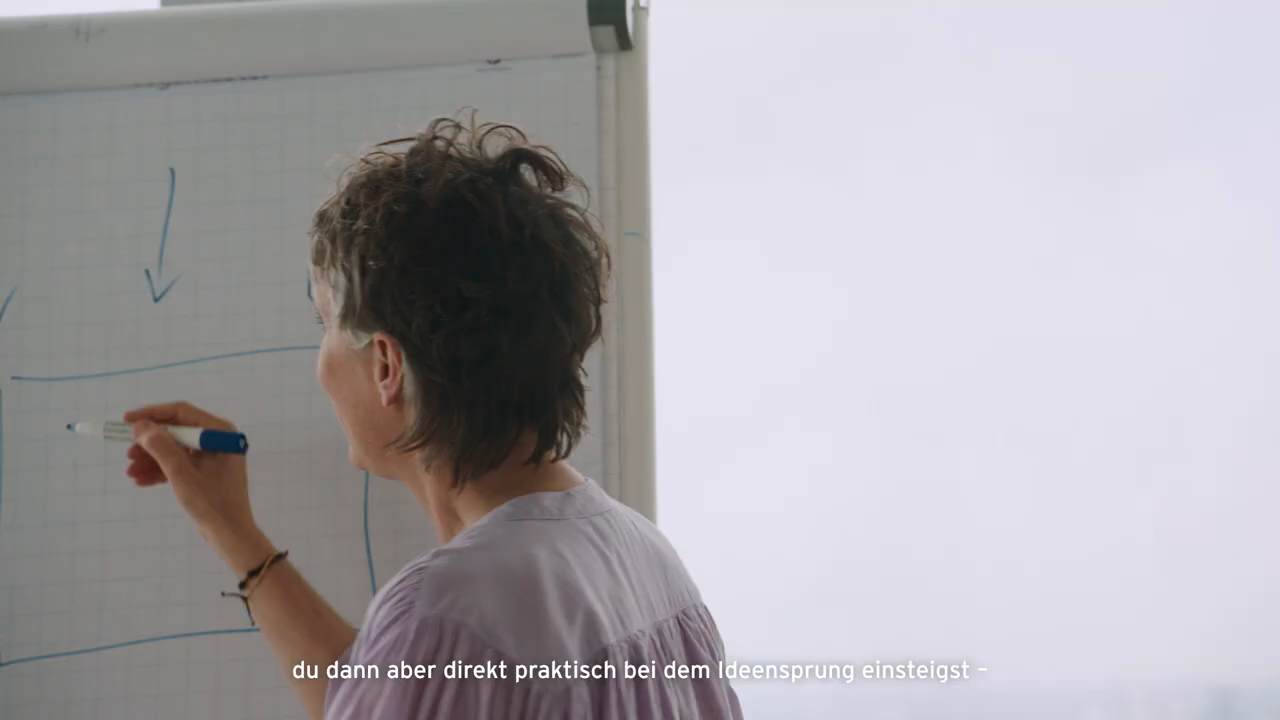 du dann aber direkt praktisch bei dem Ideensprung einsteigst –